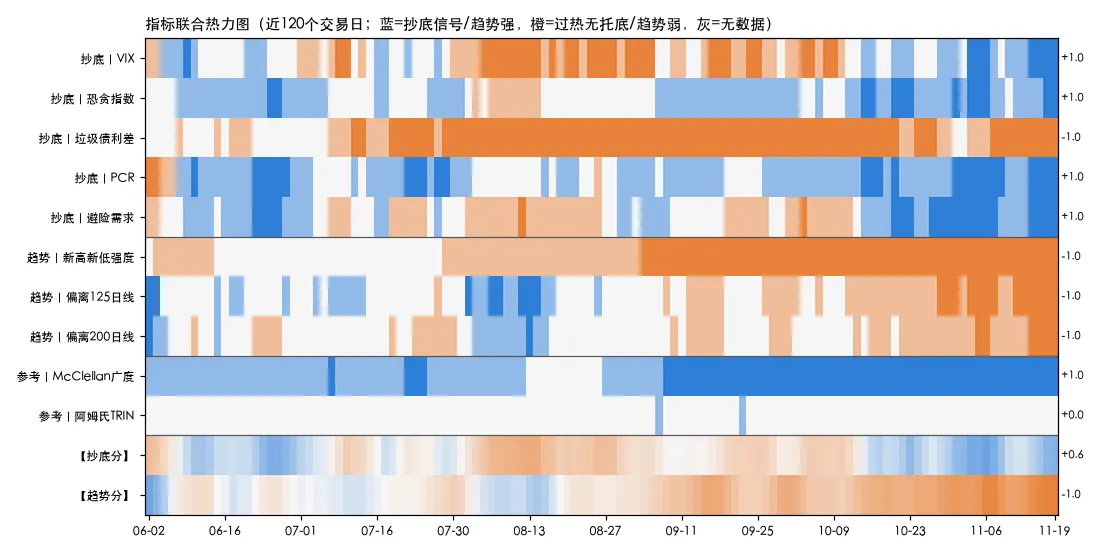 指标联合热力图（近120个交易日；蓝=抄底信号/趋势强，橙=过热无托底/趋势弱，灰=无数据）
抄底 | VIX +1.0
抄底 | 恐贪指数 +1.0
抄底 | 垃圾债利差 -1.0
抄底 | PCR +1.0
抄底 | 避险需求 +1.0
趋势 | 新高新低强度 -1.0
趋势 | 偏离125日线 -1.0
趋势 | 偏离200日线 -1.0
参考 | McClellan广度 +1.0
参考 | 阿姆氏TRIN +0.0
【抄底分】 +0.6
【趋势分】 -1.0
06-02 06-16 07-01 07-16 07-30 08-13 08-27 09-11 09-25 10-09 10-23 11-06 11-19